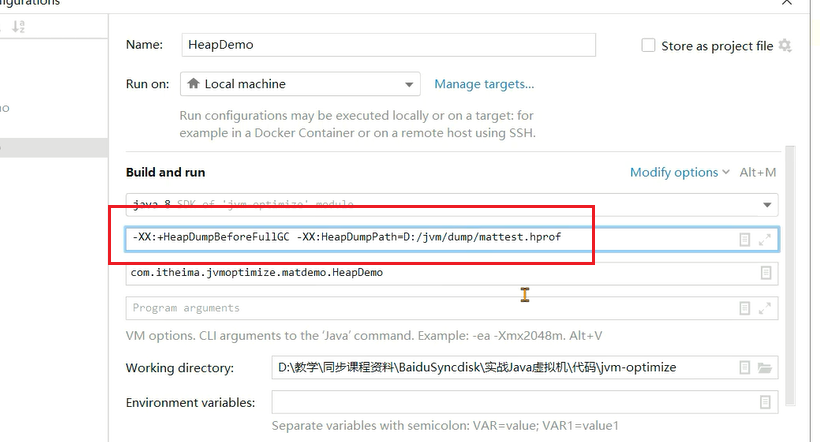 Name:
HeapDemo
Store as project file
Run on:
Local machine
Manage targets...
Run configurations may be executed locally or on a target: for
example in a Docker Container or on a remote host using SSH.
Build and run
Modify options
Alt+M
java 8 SDK of 'jvm-optimize' module
-XX:+HeapDumpBeforeFullGC -XX:HeapDumpPath=D:/jvm/dump/mattest.hprof
com.itheima.jvmoptimize.matdemo.HeapDemo
Program arguments
VM options. CLI arguments to the 'Java' command. Example: -ea -Xmx2048m. Alt+V
Working directory:
D:\教学\同步课程资料\BaiduSyncdisk\实战Java虚拟机\代码\jvm-optimize
Environment variables:
Separate variables with semicolon: VAR=value; VAR1=value1